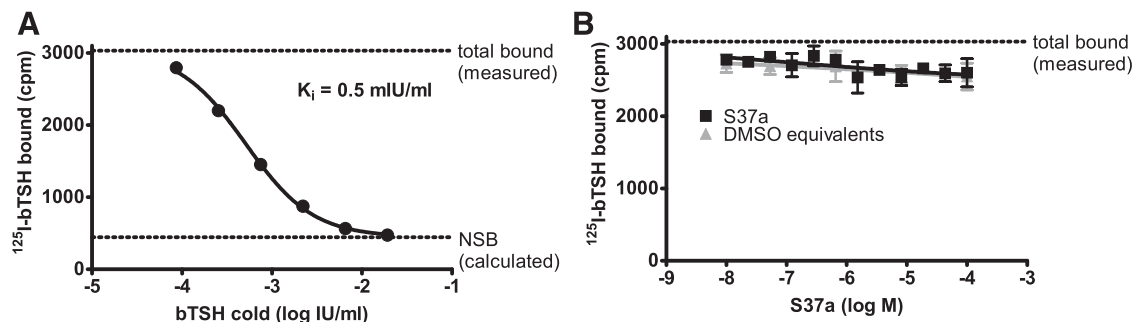 A
¹²⁵I-bTSH bound (cpm)
3000
2000
1000
0
-5
-4
-3
-2
-1
bTSH cold (log IU/ml)
Kᵢ = 0.5 mIU/ml
total bound
(measured)
NSB
(calculated)
B
¹²⁵I-bTSH bound (cpm)
3000
2000
1000
0
-9
-8
-7
-6
-5
-4
-3
S37a (log M)
S37a
DMSO equivalents
total bound
(measured)